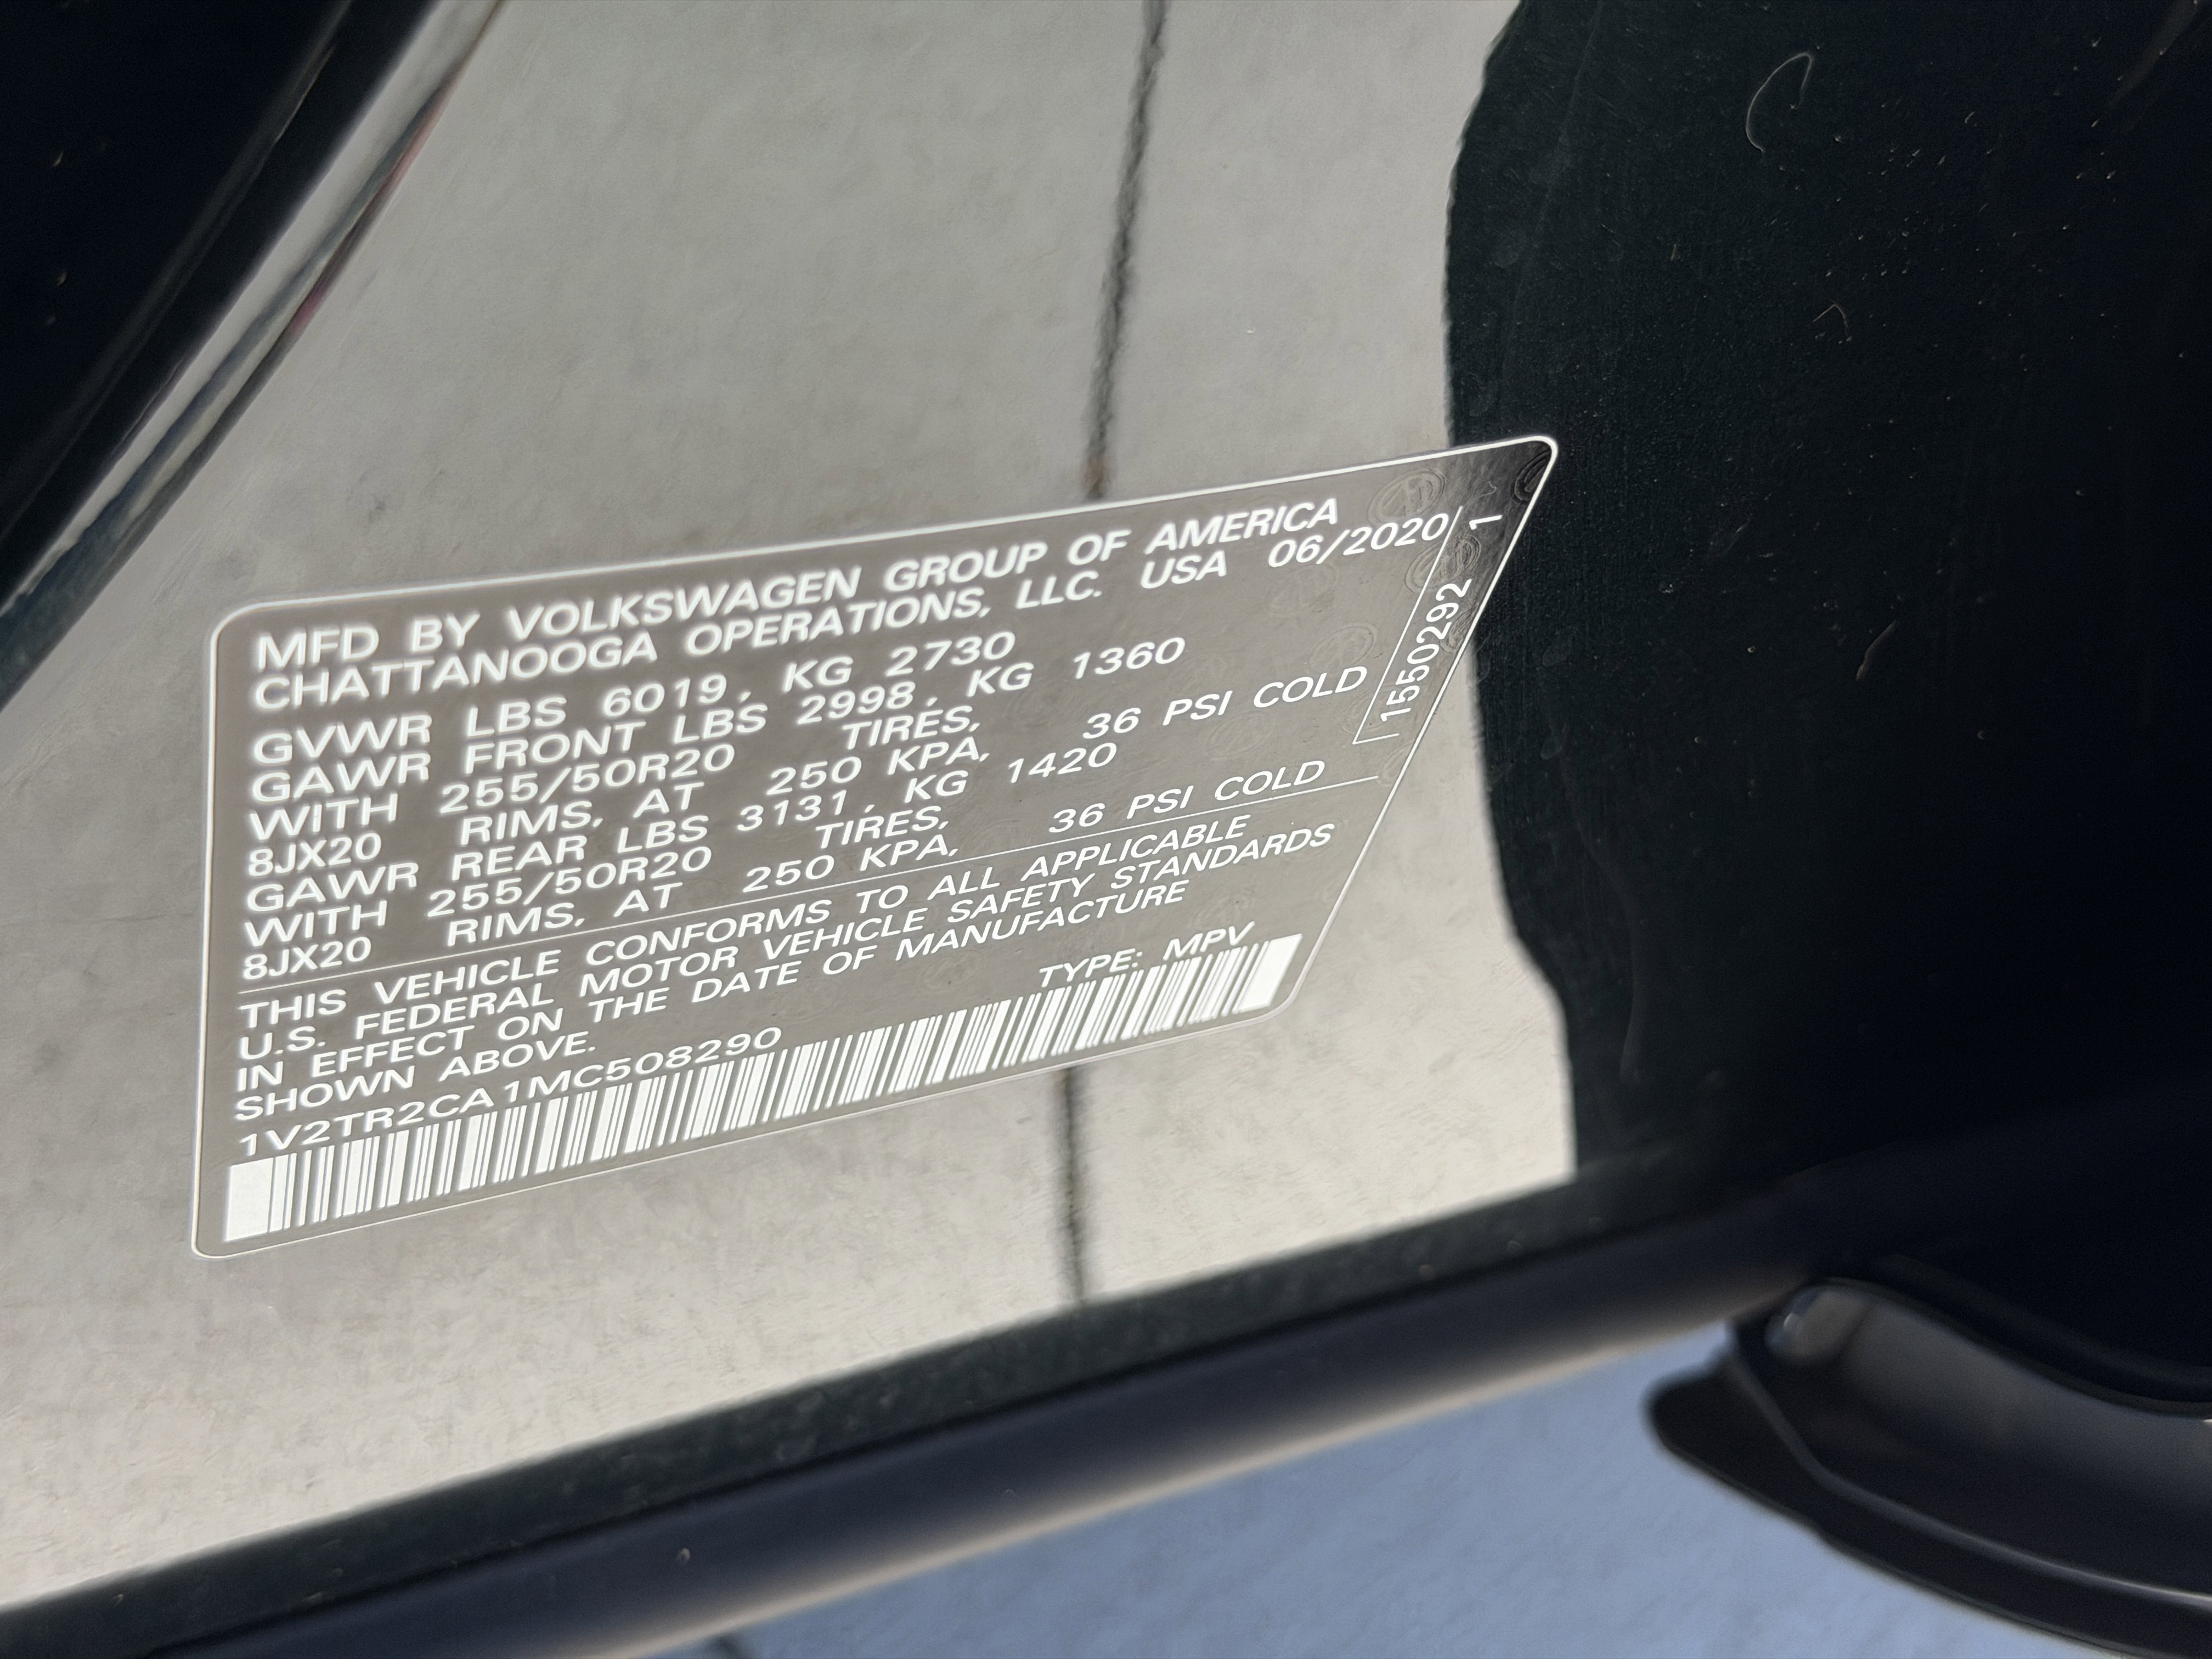 MFD BY VOLKSWAGEN GROUP OF AMERICA
CHATTANOOGA OPERATIONS, LLC. USA 06/2020
GVWR LBS 6019, KG 2730
GAWR FRONT LBS 2998, KG 1360
WITH 255/50R20 TIRES,
8JX20 RIMS, AT 250 KPA, 36 PSI COLD
GAWR REAR LBS 3131, KG 1420
WITH 255/50R20 TIRES,
8JX20 RIMS, AT 250 KPA, 36 PSI COLD
THIS VEHICLE CONFORMS TO ALL APPLICABLE
U.S. FEDERAL MOTOR VEHICLE SAFETY STANDARDS
IN EFFECT ON THE DATE OF MANUFACTURE
SHOWN ABOVE.
TYPE: MPV
1V2TR2CA1MC508290
1550292 1